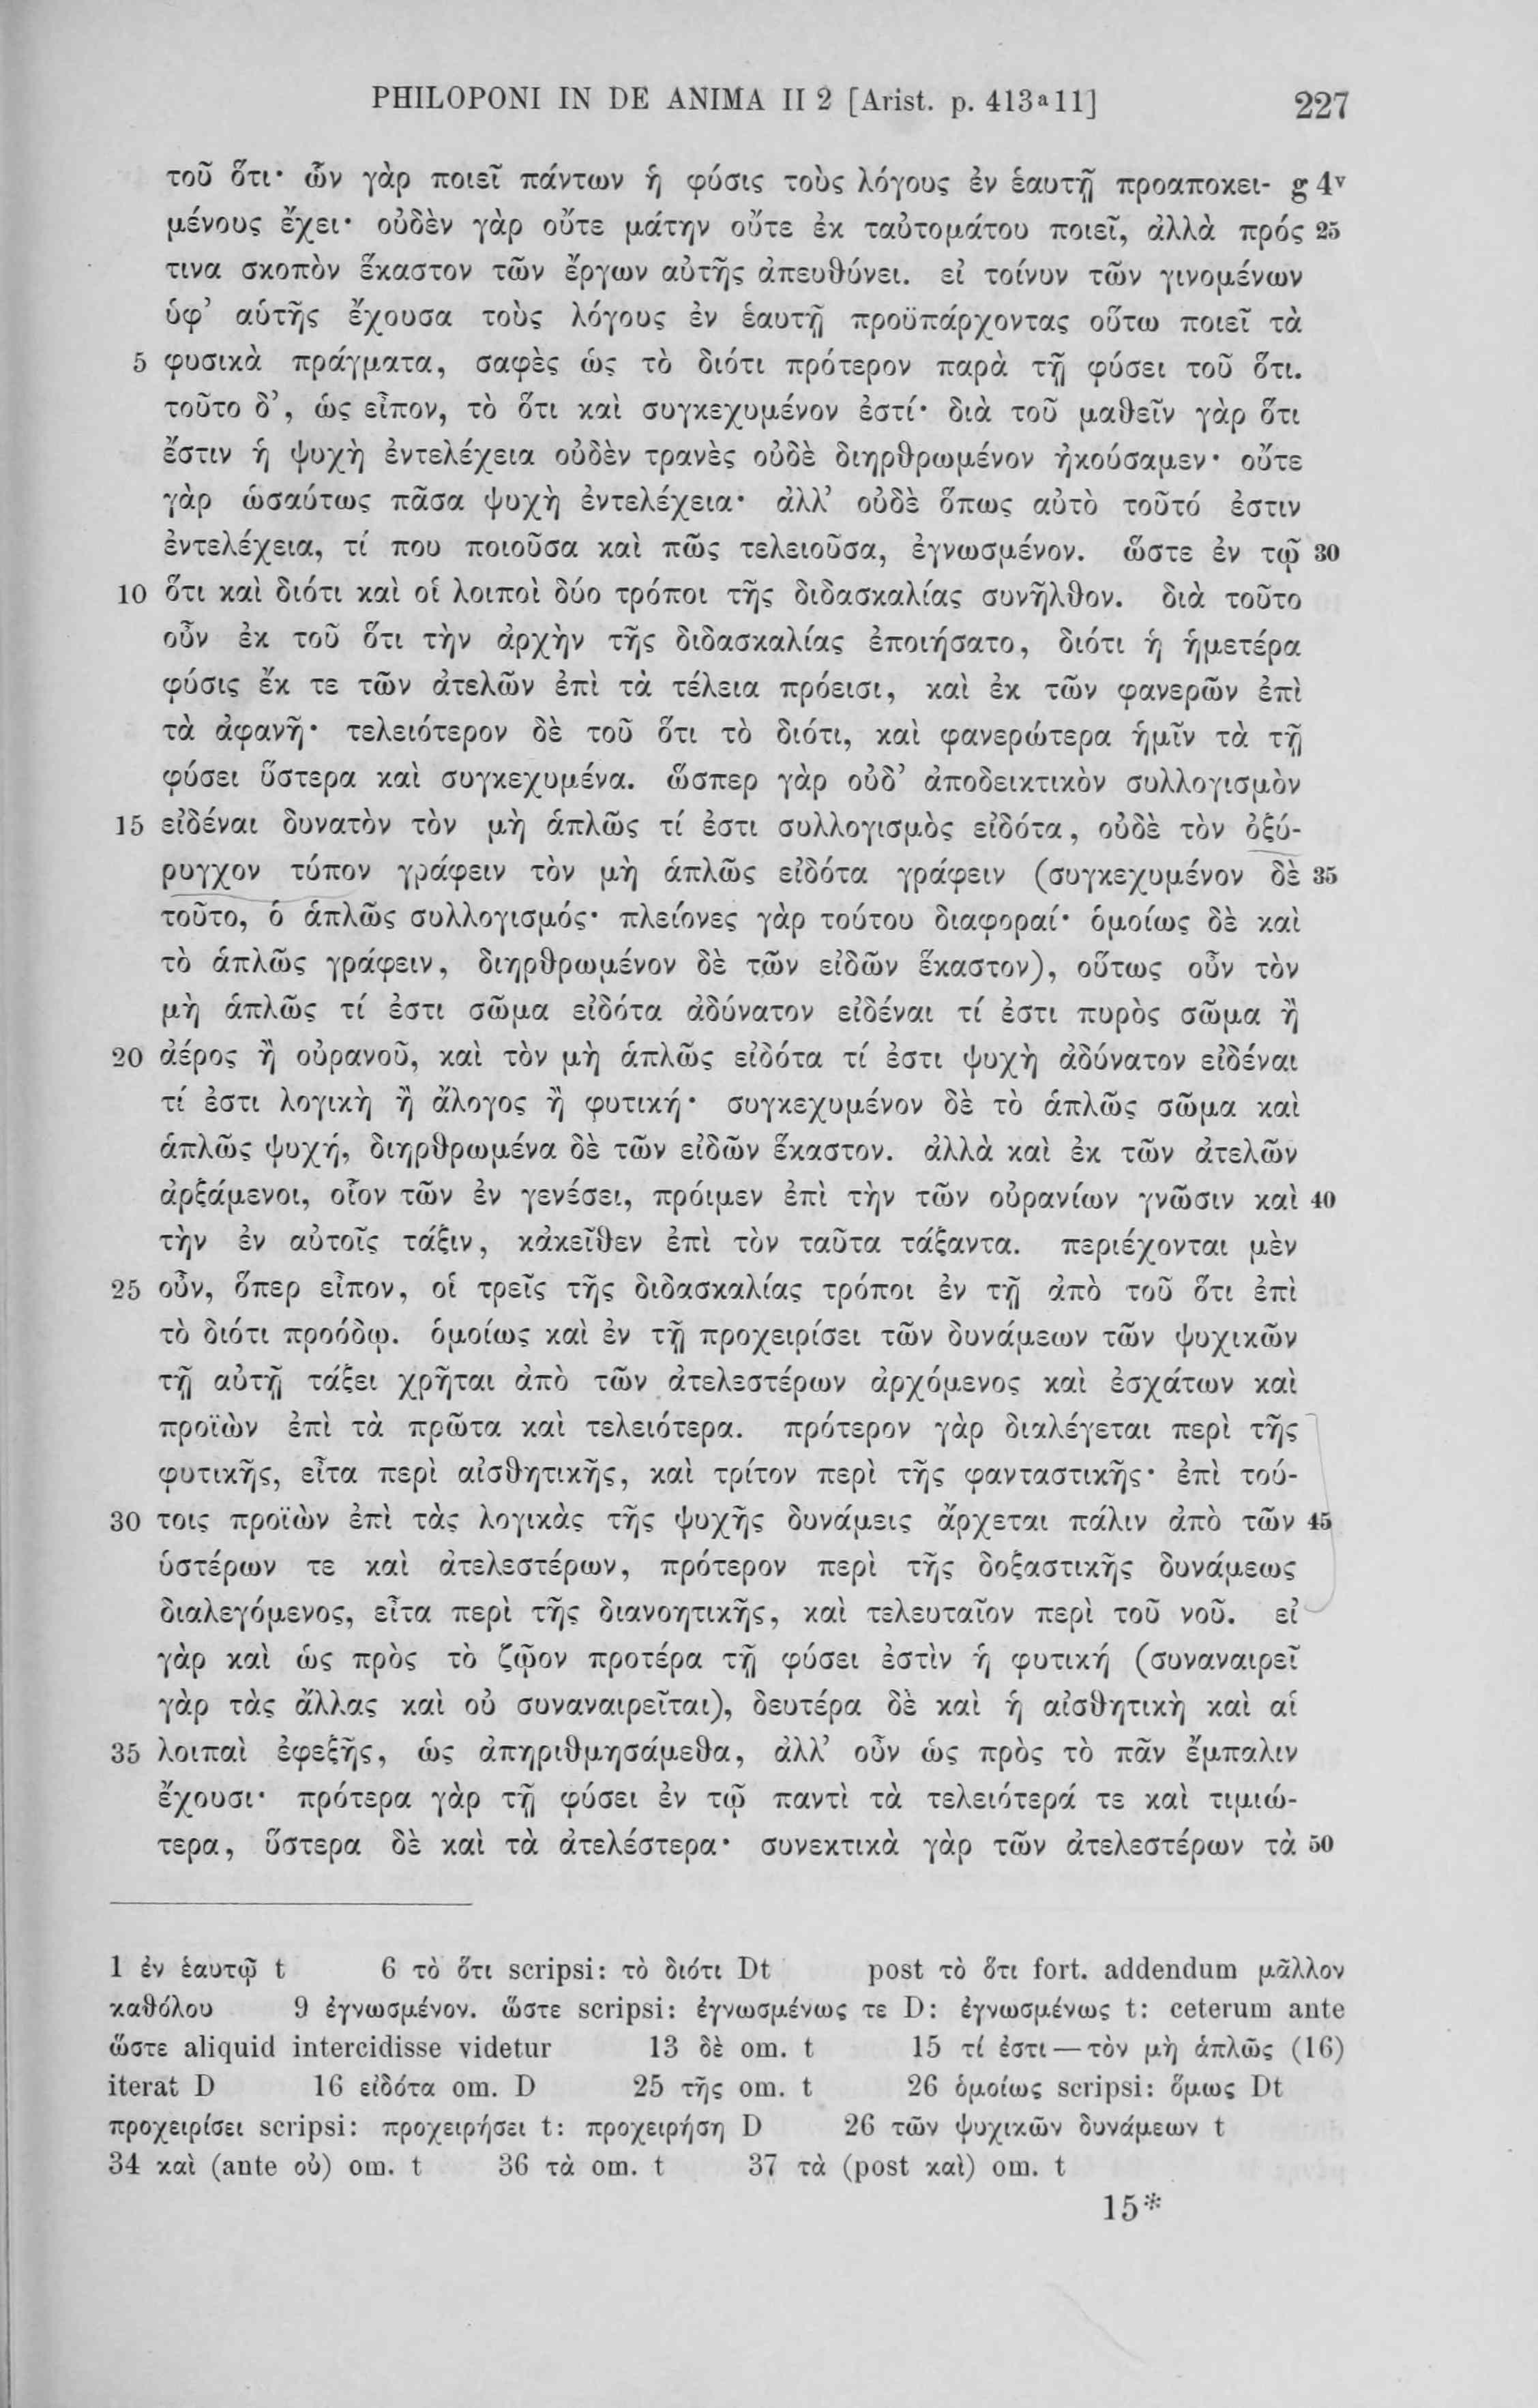 PHILOPONI IN DE ANIMA II 2 [Arist. p. 413ᵃ11] 227
τοῦ ὅτι· ὧν γὰρ ποιεῖ πάντων ἡ φύσις τοὺς λόγους ἐν ἑαυτῇ προαποκει- g 4ᵛ
μένους ἔχει· οὐδὲν γὰρ οὔτε μάτην οὔτε ἐκ ταὐτομάτου ποιεῖ, ἀλλὰ πρός 25
τινα σκοπὸν ἕκαστον τῶν ἔργων αὐτῆς ἀπευθύνει. εἰ τοίνυν τῶν γινομένων
ὑφ’ αὑτῆς ἔχουσα τοὺς λόγους ἐν ἑαυτῇ προϋπάρχοντας οὕτω ποιεῖ τὰ
5 φυσικὰ πράγματα, σαφὲς ὡς τὸ διότι πρότερον παρὰ τῇ φύσει τοῦ ὅτι.
τοῦτο δ’, ὡς εἶπον, τὸ ὅτι καὶ συγκεχυμένον ἐστί· διὰ τοῦ μαθεῖν γὰρ ὅτι
ἔστιν ἡ ψυχὴ ἐντελέχεια οὐδὲν τρανὲς οὐδὲ διηρθρωμένον ἠκούσαμεν· οὔτε
γὰρ ὡσαύτως πᾶσα ψυχὴ ἐντελέχεια· ἀλλ’ οὐδὲ ὅπως αὐτὸ τοῦτό ἐστιν
ἐντελέχεια, τί που ποιοῦσα καὶ πῶς τελειοῦσα, ἐγνωσμένον. ὥστε ἐν τῷ 30
10 ὅτι καὶ διότι καὶ οἱ λοιποὶ δύο τρόποι τῆς διδασκαλίας συνῆλθον. διὰ τοῦτο
οὖν ἐκ τοῦ ὅτι τὴν ἀρχὴν τῆς διδασκαλίας ἐποιήσατο, διότι ἡ ἡμετέρα
φύσις ἔκ τε τῶν ἀτελῶν ἐπὶ τὰ τέλεια πρόεισι, καὶ ἐκ τῶν φανερῶν ἐπὶ
τὰ ἀφανῆ· τελειότερον δὲ τοῦ ὅτι τὸ διότι, καὶ φανερώτερα ἡμῖν τὰ τῇ
φύσει ὕστερα καὶ συγκεχυμένα. ὥσπερ γὰρ οὐδ’ ἀποδεικτικὸν συλλογισμὸν
15 εἰδέναι δυνατὸν τὸν μὴ ἁπλῶς τί ἐστι συλλογισμὸς εἰδότα, οὐδὲ τὸν ὀξύ-
ρυγχον τύπον γράφειν τὸν μὴ ἁπλῶς εἰδότα γράφειν (συγκεχυμένον δὲ 35
τοῦτο, ὁ ἁπλῶς συλλογισμός· πλείονες γὰρ τούτου διαφοραί· ὁμοίως δὲ καὶ
τὸ ἁπλῶς γράφειν, διηρθρωμένον δὲ τῶν εἰδῶν ἕκαστον), οὕτως οὖν τὸν
μὴ ἁπλῶς τί ἐστι σῶμα εἰδότα ἀδύνατον εἰδέναι τί ἐστι πυρὸς σῶμα ἢ
20 ἀέρος ἢ οὐρανοῦ, καὶ τὸν μὴ ἁπλῶς εἰδότα τί ἐστι ψυχὴ ἀδύνατον εἰδέναι
τί ἐστι λογικὴ ἢ ἄλογος ἢ φυτική· συγκεχυμένον δὲ τὸ ἁπλῶς σῶμα καὶ
ἁπλῶς ψυχή, διηρθρωμένα δὲ τῶν εἰδῶν ἕκαστον. ἀλλὰ καὶ ἐκ τῶν ἀτελῶν
ἀρξάμενοι, οἷον τῶν ἐν γενέσει, πρόιμεν ἐπὶ τὴν τῶν οὐρανίων γνῶσιν καὶ 40
τὴν ἐν αὐτοῖς τάξιν, κἀκεῖθεν ἐπὶ τὸν ταῦτα τάξαντα. περιέχονται μὲν
25 οὖν, ὅπερ εἶπον, οἱ τρεῖς τῆς διδασκαλίας τρόποι ἐν τῇ ἀπὸ τοῦ ὅτι ἐπὶ
τὸ διότι προόδῳ. ὁμοίως καὶ ἐν τῇ προχειρίσει τῶν δυνάμεων τῶν ψυχικῶν
τῇ αὐτῇ τάξει χρῆται ἀπὸ τῶν ἀτελεστέρων ἀρχόμενος καὶ ἐσχάτων καὶ
προϊὼν ἐπὶ τὰ πρῶτα καὶ τελειότερα. πρότερον γὰρ διαλέγεται περὶ τῆς
φυτικῆς, εἶτα περὶ αἰσθητικῆς, καὶ τρίτον περὶ τῆς φανταστικῆς· ἐπὶ τού-
30 τοις προϊὼν ἐπὶ τὰς λογικὰς τῆς ψυχῆς δυνάμεις ἄρχεται πάλιν ἀπὸ τῶν 45
ὑστέρων τε καὶ ἀτελεστέρων, πρότερον περὶ τῆς δοξαστικῆς δυνάμεως
διαλεγόμενος, εἶτα περὶ τῆς διανοητικῆς, καὶ τελευταῖον περὶ τοῦ νοῦ. εἰ
γὰρ καὶ ὡς πρὸς τὸ ζῷον προτέρα τῇ φύσει ἐστὶν ἡ φυτική (συναναιρεῖ
γὰρ τὰς ἄλλας καὶ οὐ συναναιρεῖται), δευτέρα δὲ καὶ ἡ αἰσθητικὴ καὶ αἱ
35 λοιπαὶ ἐφεξῆς, ὡς ἀπηριθμησάμεθα, ἀλλ’ οὖν ὡς πρὸς τὸ πᾶν ἔμπαλιν
ἔχουσι· πρότερα γὰρ τῇ φύσει ἐν τῷ παντὶ τὰ τελειότερά τε καὶ τιμιώ-
τερα, ὕστερα δὲ καὶ τὰ ἀτελέστερα· συνεκτικὰ γὰρ τῶν ἀτελεστέρων τὰ 50
1 ἐν ἑαυτῷ t 6 τὸ ὅτι scripsi: τὸ διότι Dt post τὸ ὅτι fort. addendum μᾶλλον
καθόλου 9 ἐγνωσμένον. ὥστε scripsi: ἐγνωσμένως τε D: ἐγνωσμένως t: ceterum ante
ὥστε aliquid intercidisse videtur 13 δὲ om. t 15 τί ἐστι — τὸν μὴ ἁπλῶς (16)
iterat D 16 εἰδότα om. D 25 τῆς om. t 26 ὁμοίως scripsi: ὅμως Dt
προχειρίσει scripsi: προχειρήσει t: προχειρήση D 26 τῶν ψυχικῶν δυνάμεων t
34 καὶ (ante οὐ) om. t 36 τὰ om. t 37 τὰ (post καὶ) om. t
15*